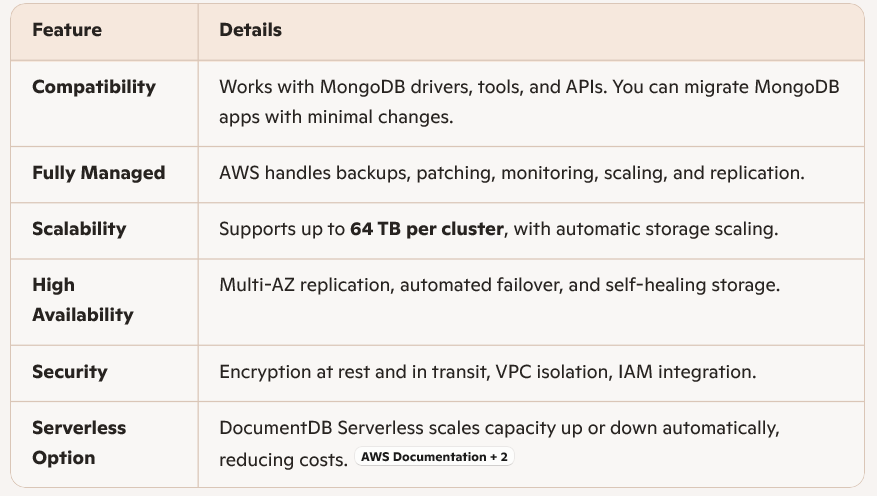 Feature Details
Compatibility Works with MongoDB drivers, tools, and APIs. You can migrate MongoDB
apps with minimal changes.
Fully Managed AWS handles backups, patching, monitoring, scaling, and replication.
Scalability Supports up to 64 TB per cluster, with automatic storage scaling.
High Multi-AZ replication, automated failover, and self-healing storage.
Availability
Security Encryption at rest and in transit, VPC isolation, IAM integration.
Serverless DocumentDB Serverless scales capacity up or down automatically,
Option reducing costs. AWS Documentation + 2